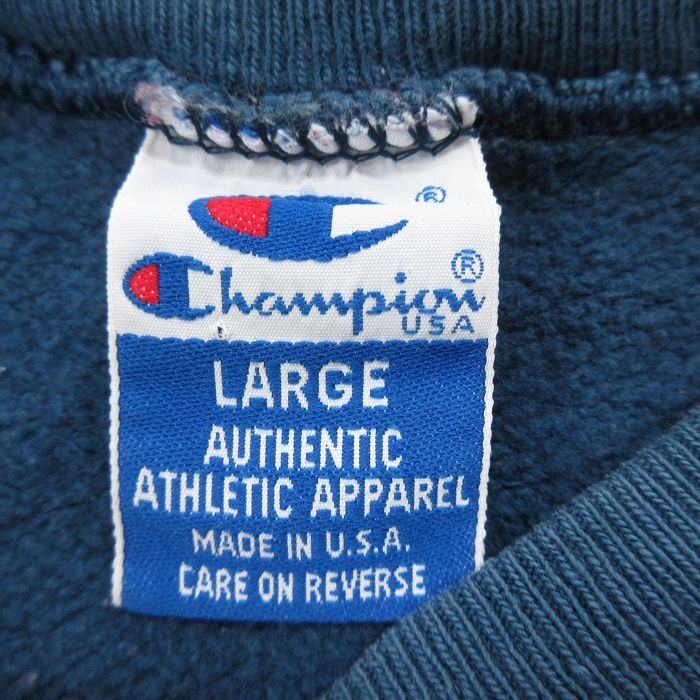 ®
Champion®
USA
LARGE
AUTHENTIC
ATHLETIC APPAREL
MADE IN U.S.A.
CARE ON REVERSE